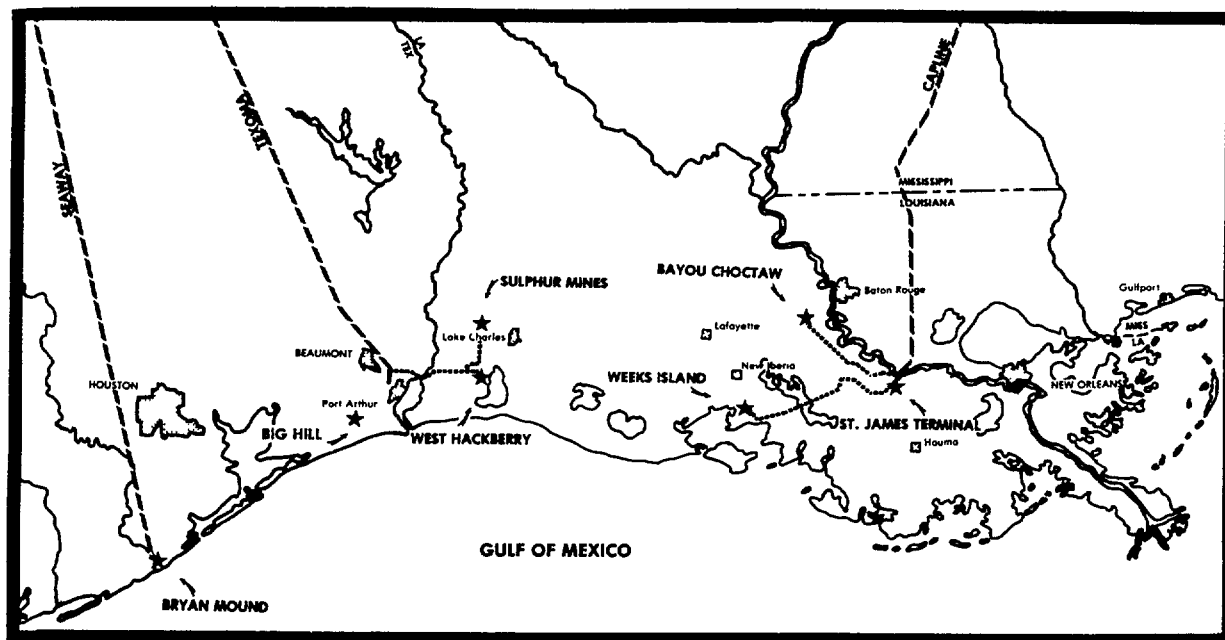 LA
TEX
CAPLINE
TEXOMA
SEAWAY
MISSISSIPPI
LOUISIANA
BAYOU CHOCTAW
SULPHUR MINES
Baton Rouge
Gulfport
MISS
LA
Lafayette
Lake Charles
BEAUMONT
New Iberia
HOUSTON
WEEKS ISLAND
NEW ORLEANS
Port Arthur
BIG HILL
WEST HACKBERRY
ST. JAMES TERMINAL
Houma
GULF OF MEXICO
BRYAN MOUND